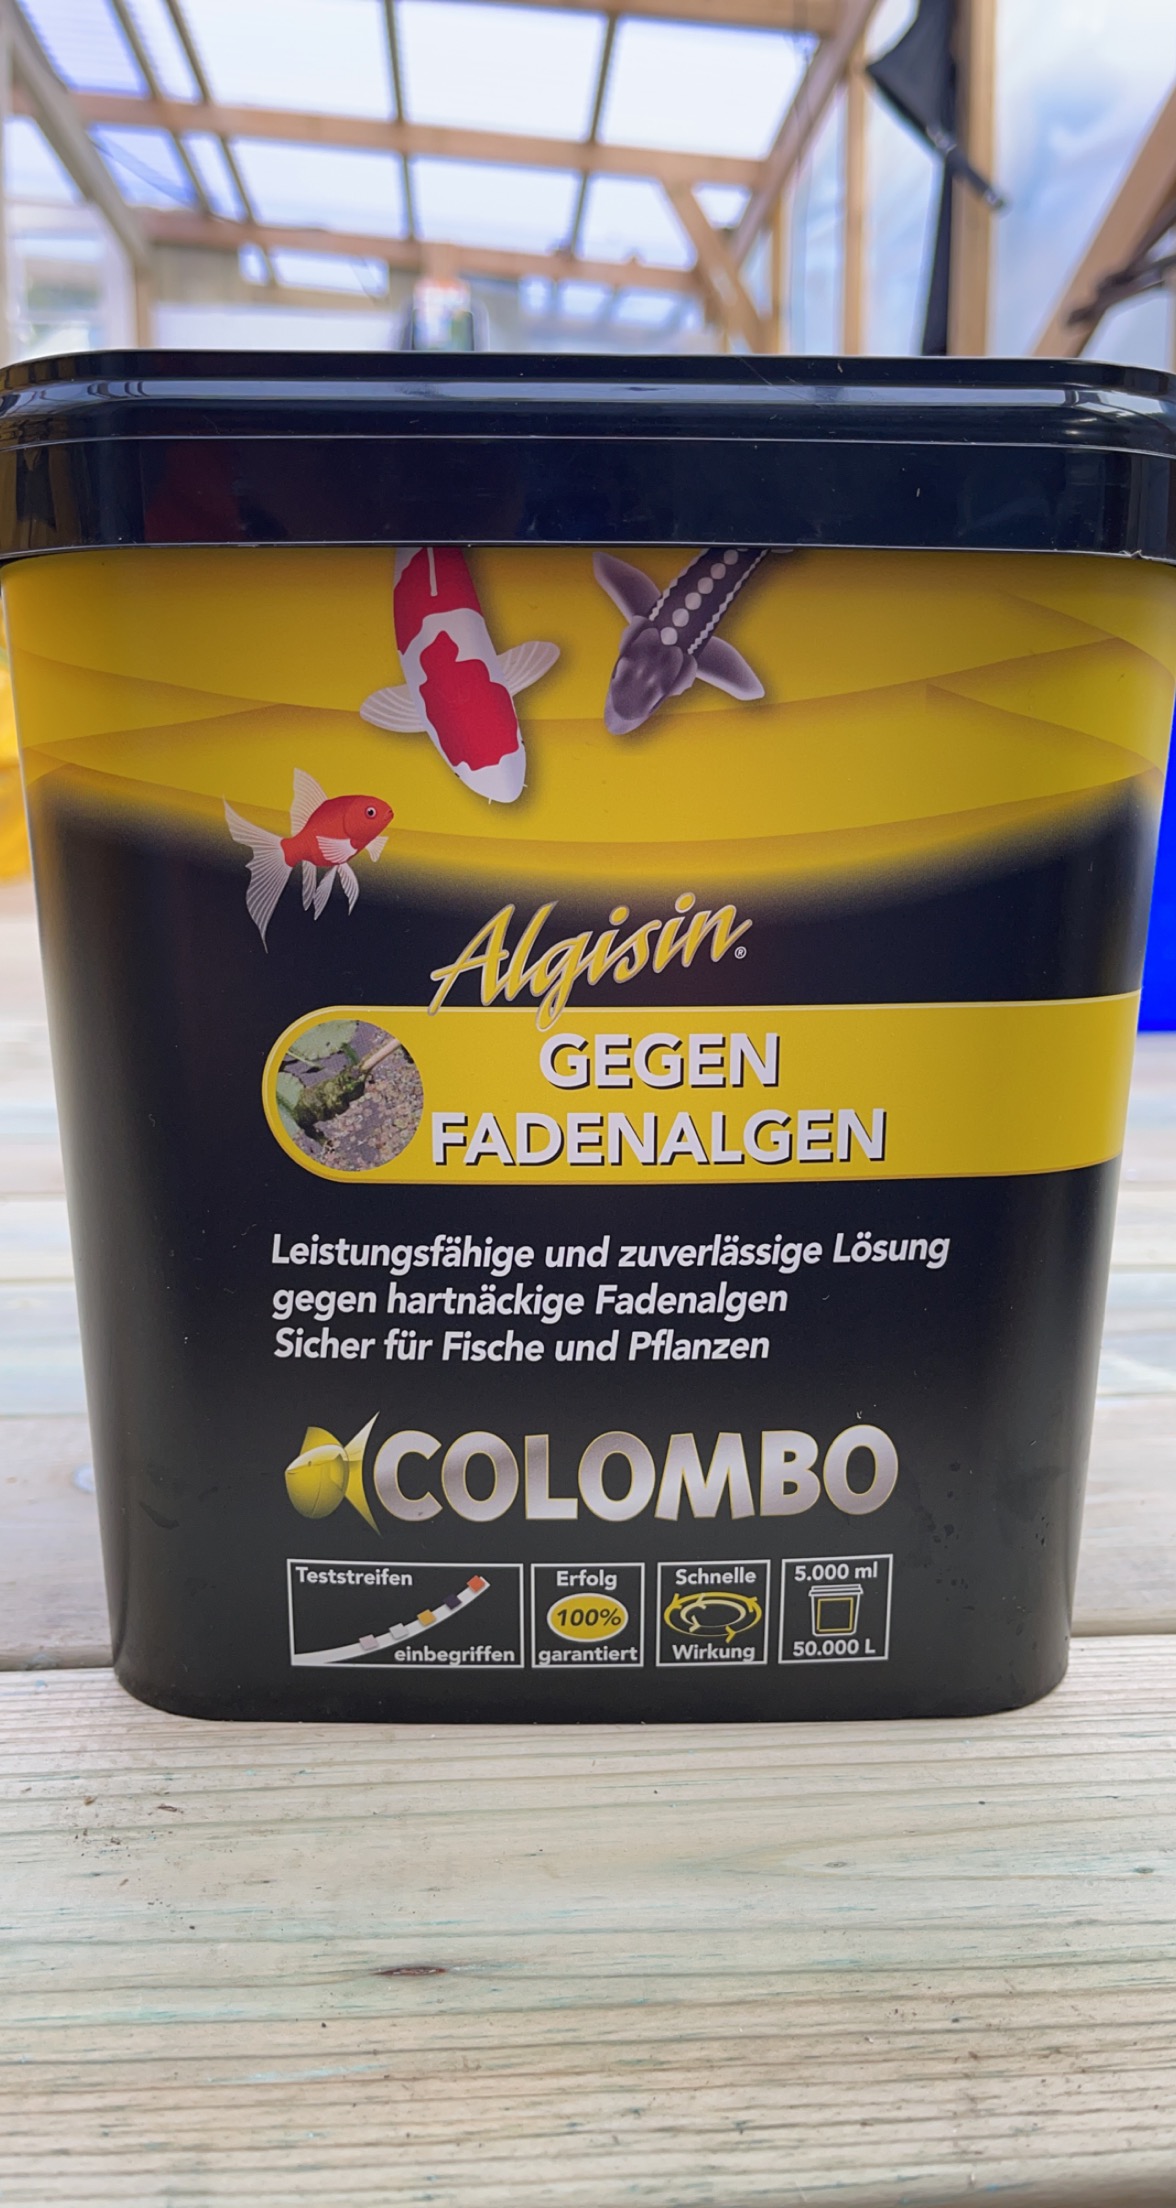 Algisin®
GEGEN
FADENALGEN
Leistungsfähige und zuverlässige Lösung
gegen hartnäckige Fadenalgen
Sicher für Fische und Pflanzen
COLOMBO
Teststreifen
einbegriffen
Erfolg
100%
garantiert
Schnelle
Wirkung
5.000 ml
50.000 L